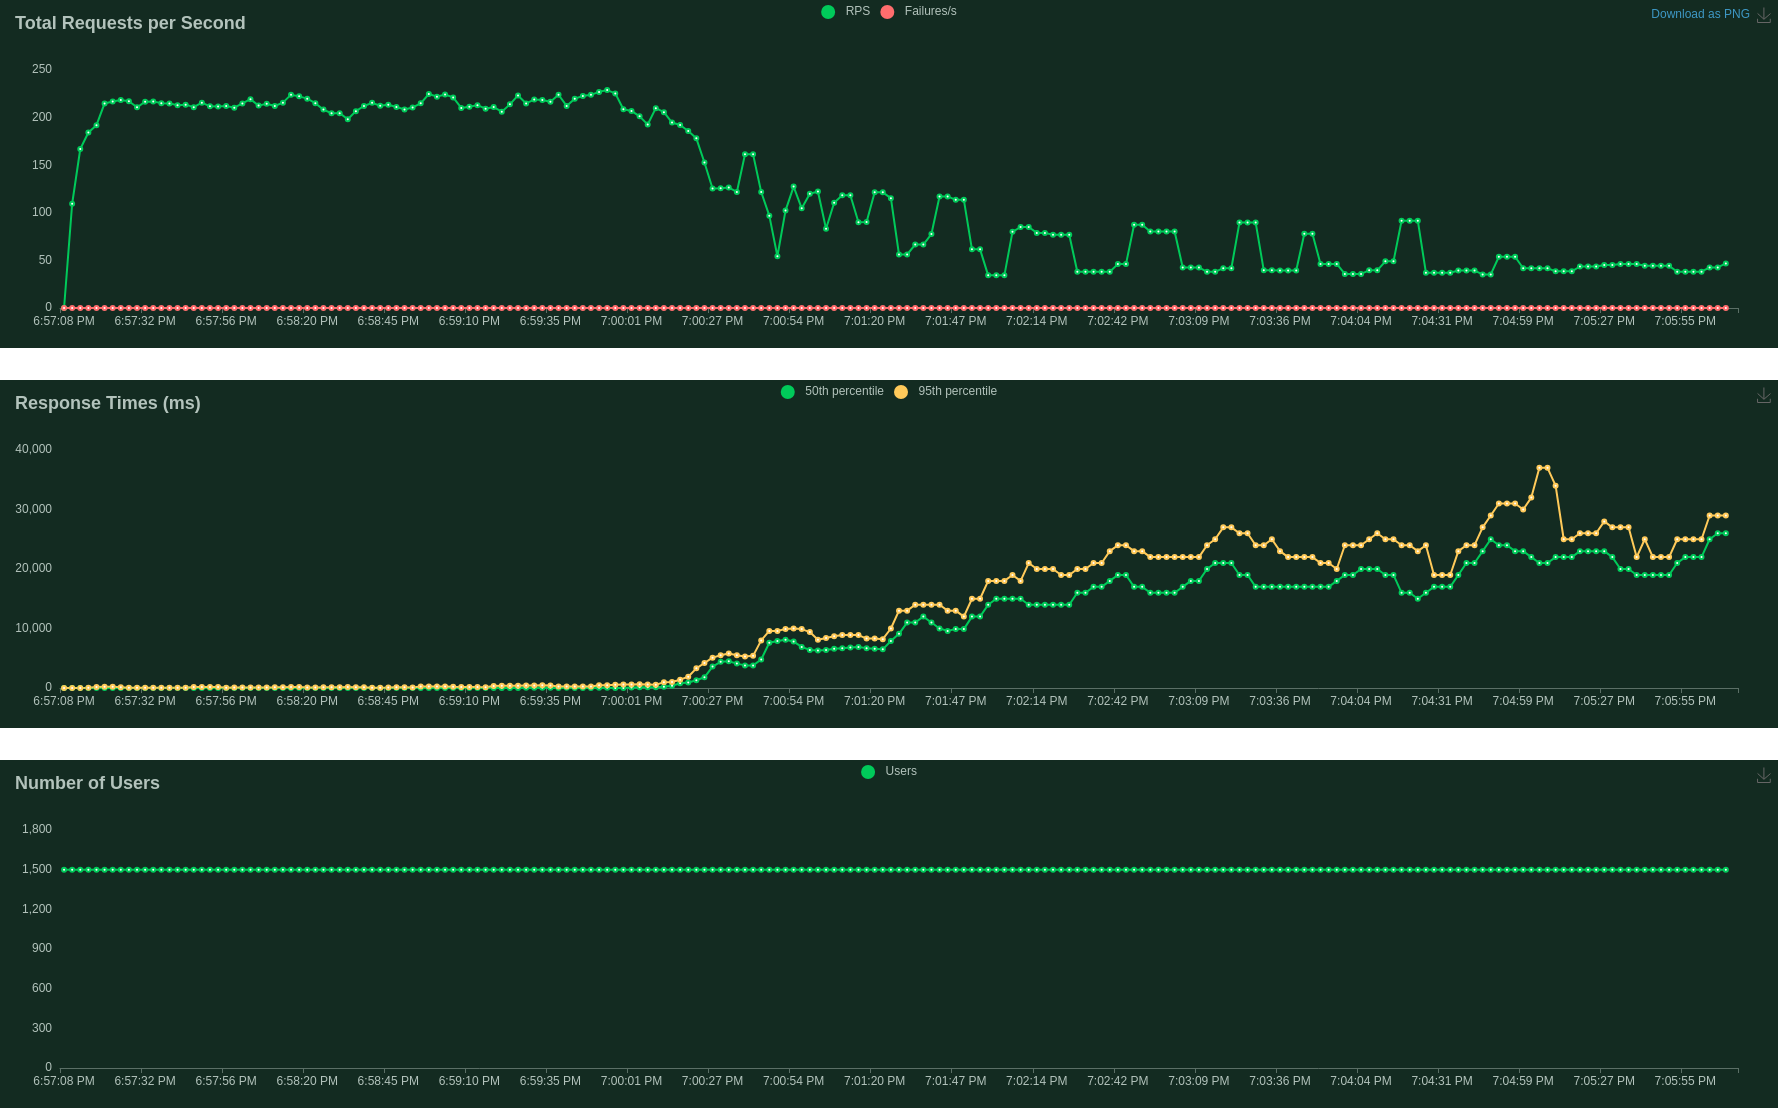 Total Requests per Second
RPS Failures/s
Download as PNG
250
200
150
100
50
0
6:57:08 PM 6:57:32 PM 6:57:56 PM 6:58:20 PM 6:58:45 PM 6:59:10 PM 6:59:35 PM 7:00:01 PM 7:00:27 PM 7:00:54 PM 7:01:20 PM 7:01:47 PM 7:02:14 PM 7:02:42 PM 7:03:09 PM 7:03:36 PM 7:04:04 PM 7:04:31 PM 7:04:59 PM 7:05:27 PM 7:05:55 PM
Response Times (ms)
50th percentile 95th percentile
40,000
30,000
20,000
10,000
0
6:57:08 PM 6:57:32 PM 6:57:56 PM 6:58:20 PM 6:58:45 PM 6:59:10 PM 6:59:35 PM 7:00:01 PM 7:00:27 PM 7:00:54 PM 7:01:20 PM 7:01:47 PM 7:02:14 PM 7:02:42 PM 7:03:09 PM 7:03:36 PM 7:04:04 PM 7:04:31 PM 7:04:59 PM 7:05:27 PM 7:05:55 PM
Number of Users
Users
1,800
1,500
1,200
900
600
300
0
6:57:08 PM 6:57:32 PM 6:57:56 PM 6:58:20 PM 6:58:45 PM 6:59:10 PM 6:59:35 PM 7:00:01 PM 7:00:27 PM 7:00:54 PM 7:01:20 PM 7:01:47 PM 7:02:14 PM 7:02:42 PM 7:03:09 PM 7:03:36 PM 7:04:04 PM 7:04:31 PM 7:04:59 PM 7:05:27 PM 7:05:55 PM